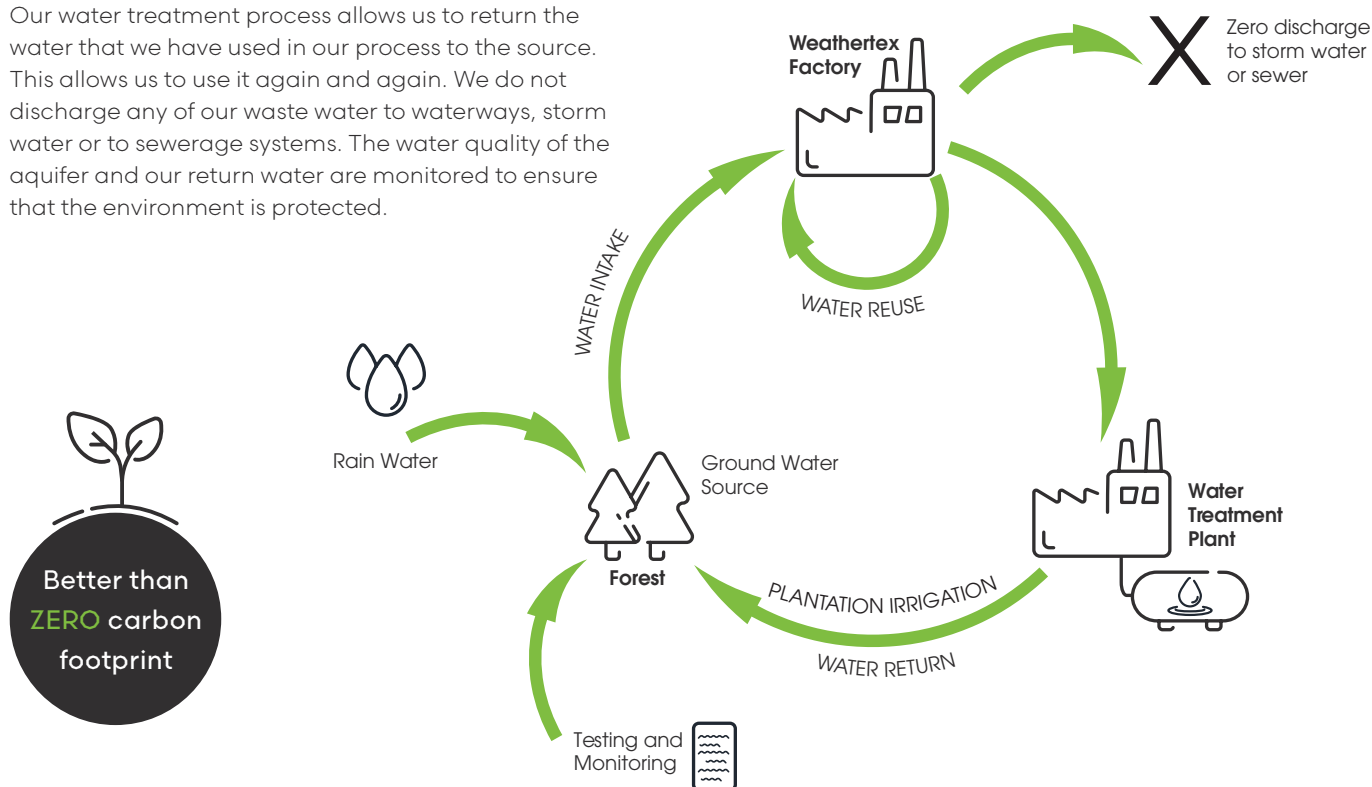 Our water treatment process allows us to return the
water that we have used in our process to the source.
This allows us to use it again and again. We do not
discharge any of our waste water to waterways, storm
water or to sewerage systems. The water quality of the
aquifer and our return water are monitored to ensure
that the environment is protected.
Weathertex
Factory
X
Zero discharge
to storm water
or sewer
WATER INTAKE
WATER REUSE
Rain Water
Ground Water
Source
Forest
Water
Treatment
Plant
PLANTATION IRRIGATION
WATER RETURN
Better than
ZERO carbon
footprint
Testing and
Monitoring